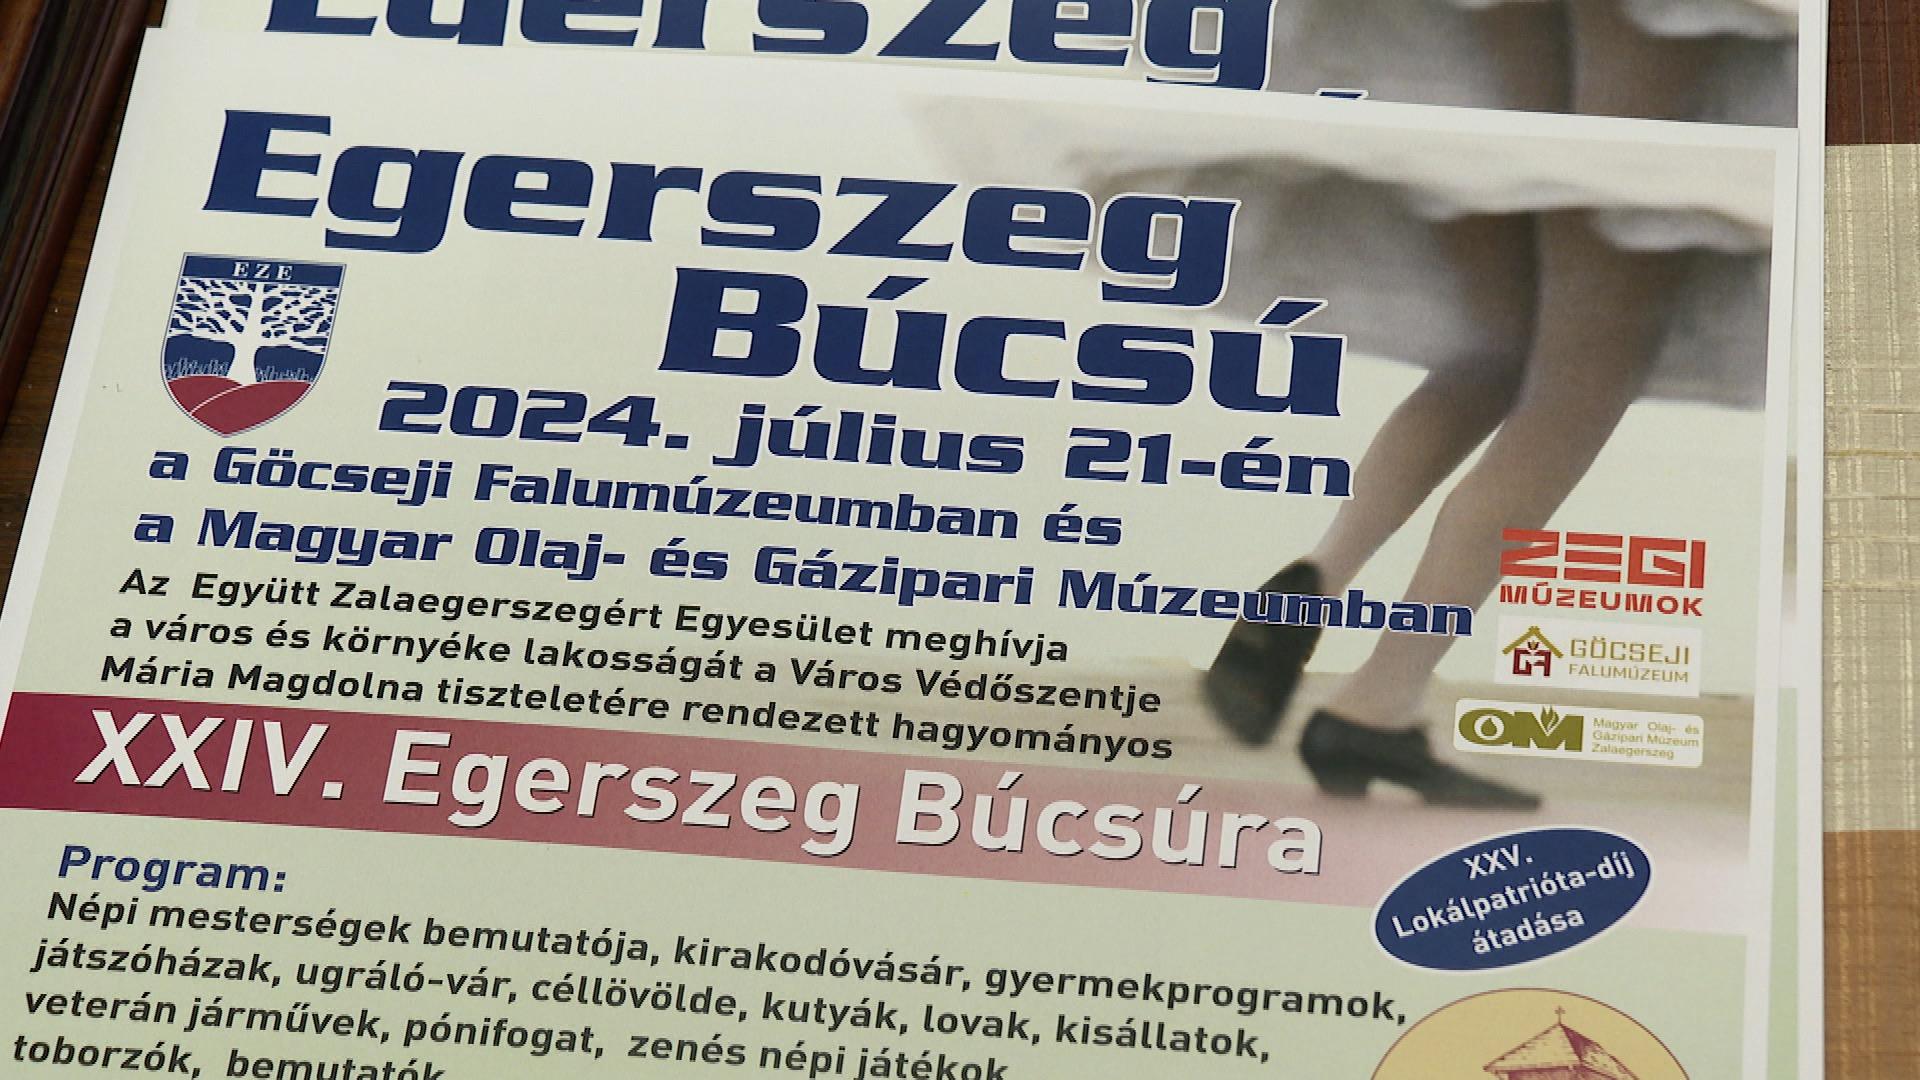 Egerszeg
Egerszeg
Búcsú
EZE
2024. július 21-én
a Göcseji Falumúzeumban és
a Magyar Olaj- és Gázipari Múzeumban
Az Együtt Zalaegerszegért Egyesület meghívja
a város és környéke lakosságát a Város Védőszentje
Mária Magdolna tiszteletére rendezett hagyományos
ZEGI
MÚZEUMOK
GÖCSEJI
FALUMÚZEUM
OM
Magyar Olaj- és
Gázipari Múzeum
Zalaegerszeg
XXIV. Egerszeg Búcsúra
XXV.
Lokálpatrióta-díj
átadása
Program:
Népi mesterségek bemutatója, kirakodóvásár, gyermekprogramok,
játszóházak, ugráló-vár, céllövölde, kutyák, lovak, kisállatok,
veterán járművek, pónifogat, zenés népi játékok
toborzók, bemutatók